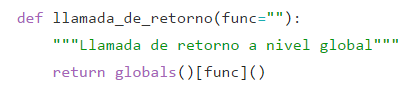 def llamada_de_retorno(func=""):
    """Llamada de retorno a nivel global"""
    return globals()[func]()